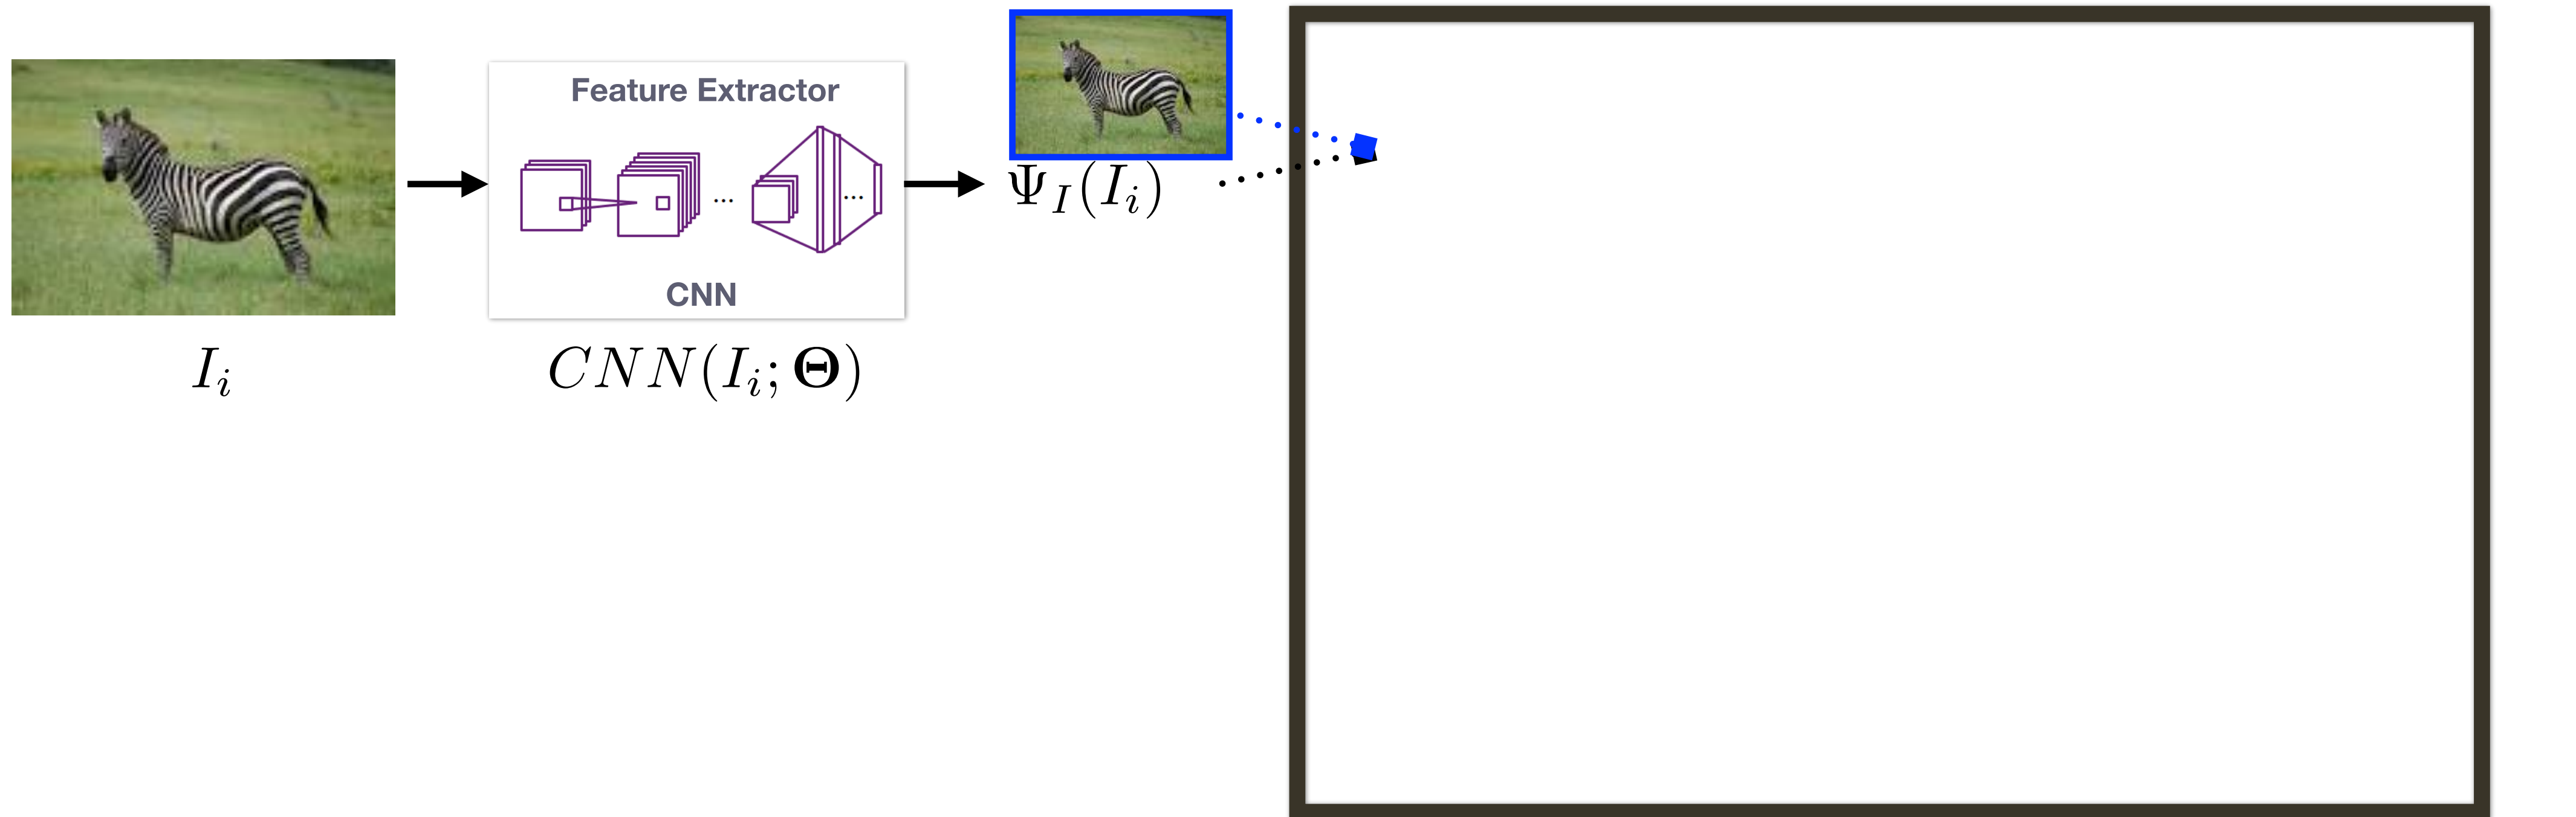 Feature Extractor
... ...
CNN
Ψ_I(I_i)
I_i
CNN(I_i; Θ)